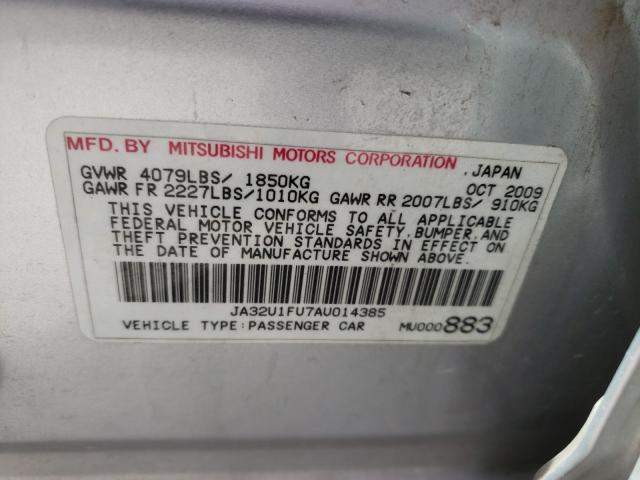 MFD. BY MITSUBISHI MOTORS CORPORATION, JAPAN
GVWR 4079LBS/ 1850KG OCT 2009
GAWR FR 2227LBS/1010KG GAWR RR 2007LBS/ 910KG
THIS VEHICLE CONFORMS TO ALL APPLICABLE
FEDERAL MOTOR VEHICLE SAFETY, BUMPER, AND
THEFT PREVENTION STANDARDS IN EFFECT ON
THE DATE OF MANUFACTURE SHOWN ABOVE.
JA32U1FU7AU014385
VEHICLE TYPE:PASSENGER CAR MU000883